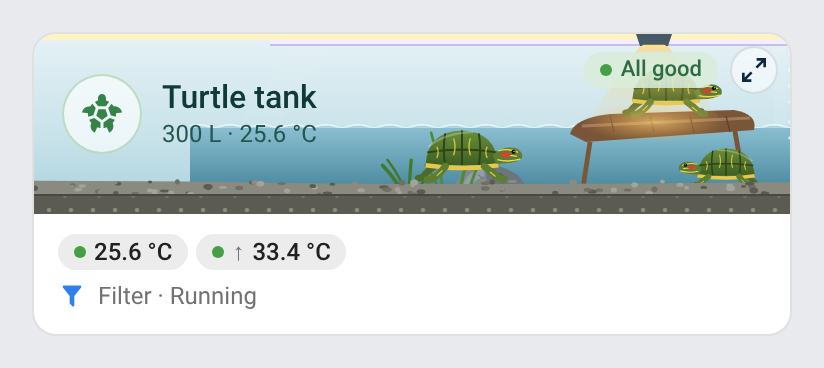 Turtle tank
300 L · 25.6 °C
All good
25.6 °C
↑ 33.4 °C
Filter · Running